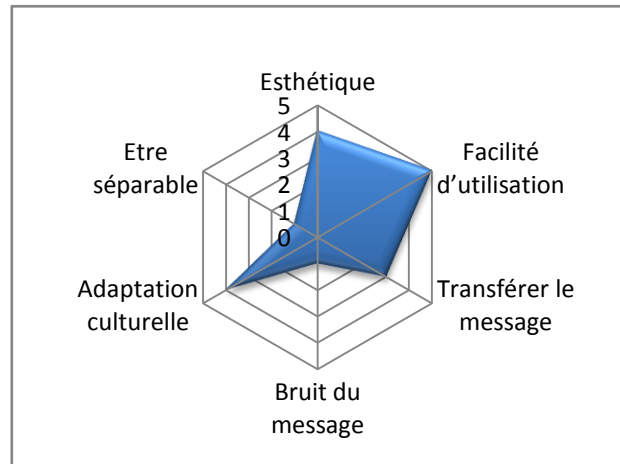 Esthétique
5
4
3
2
1
0
Facilité
d’utilisation
Transférer le
message
Bruit du
message
Adaptation
culturelle
Etre
séparable